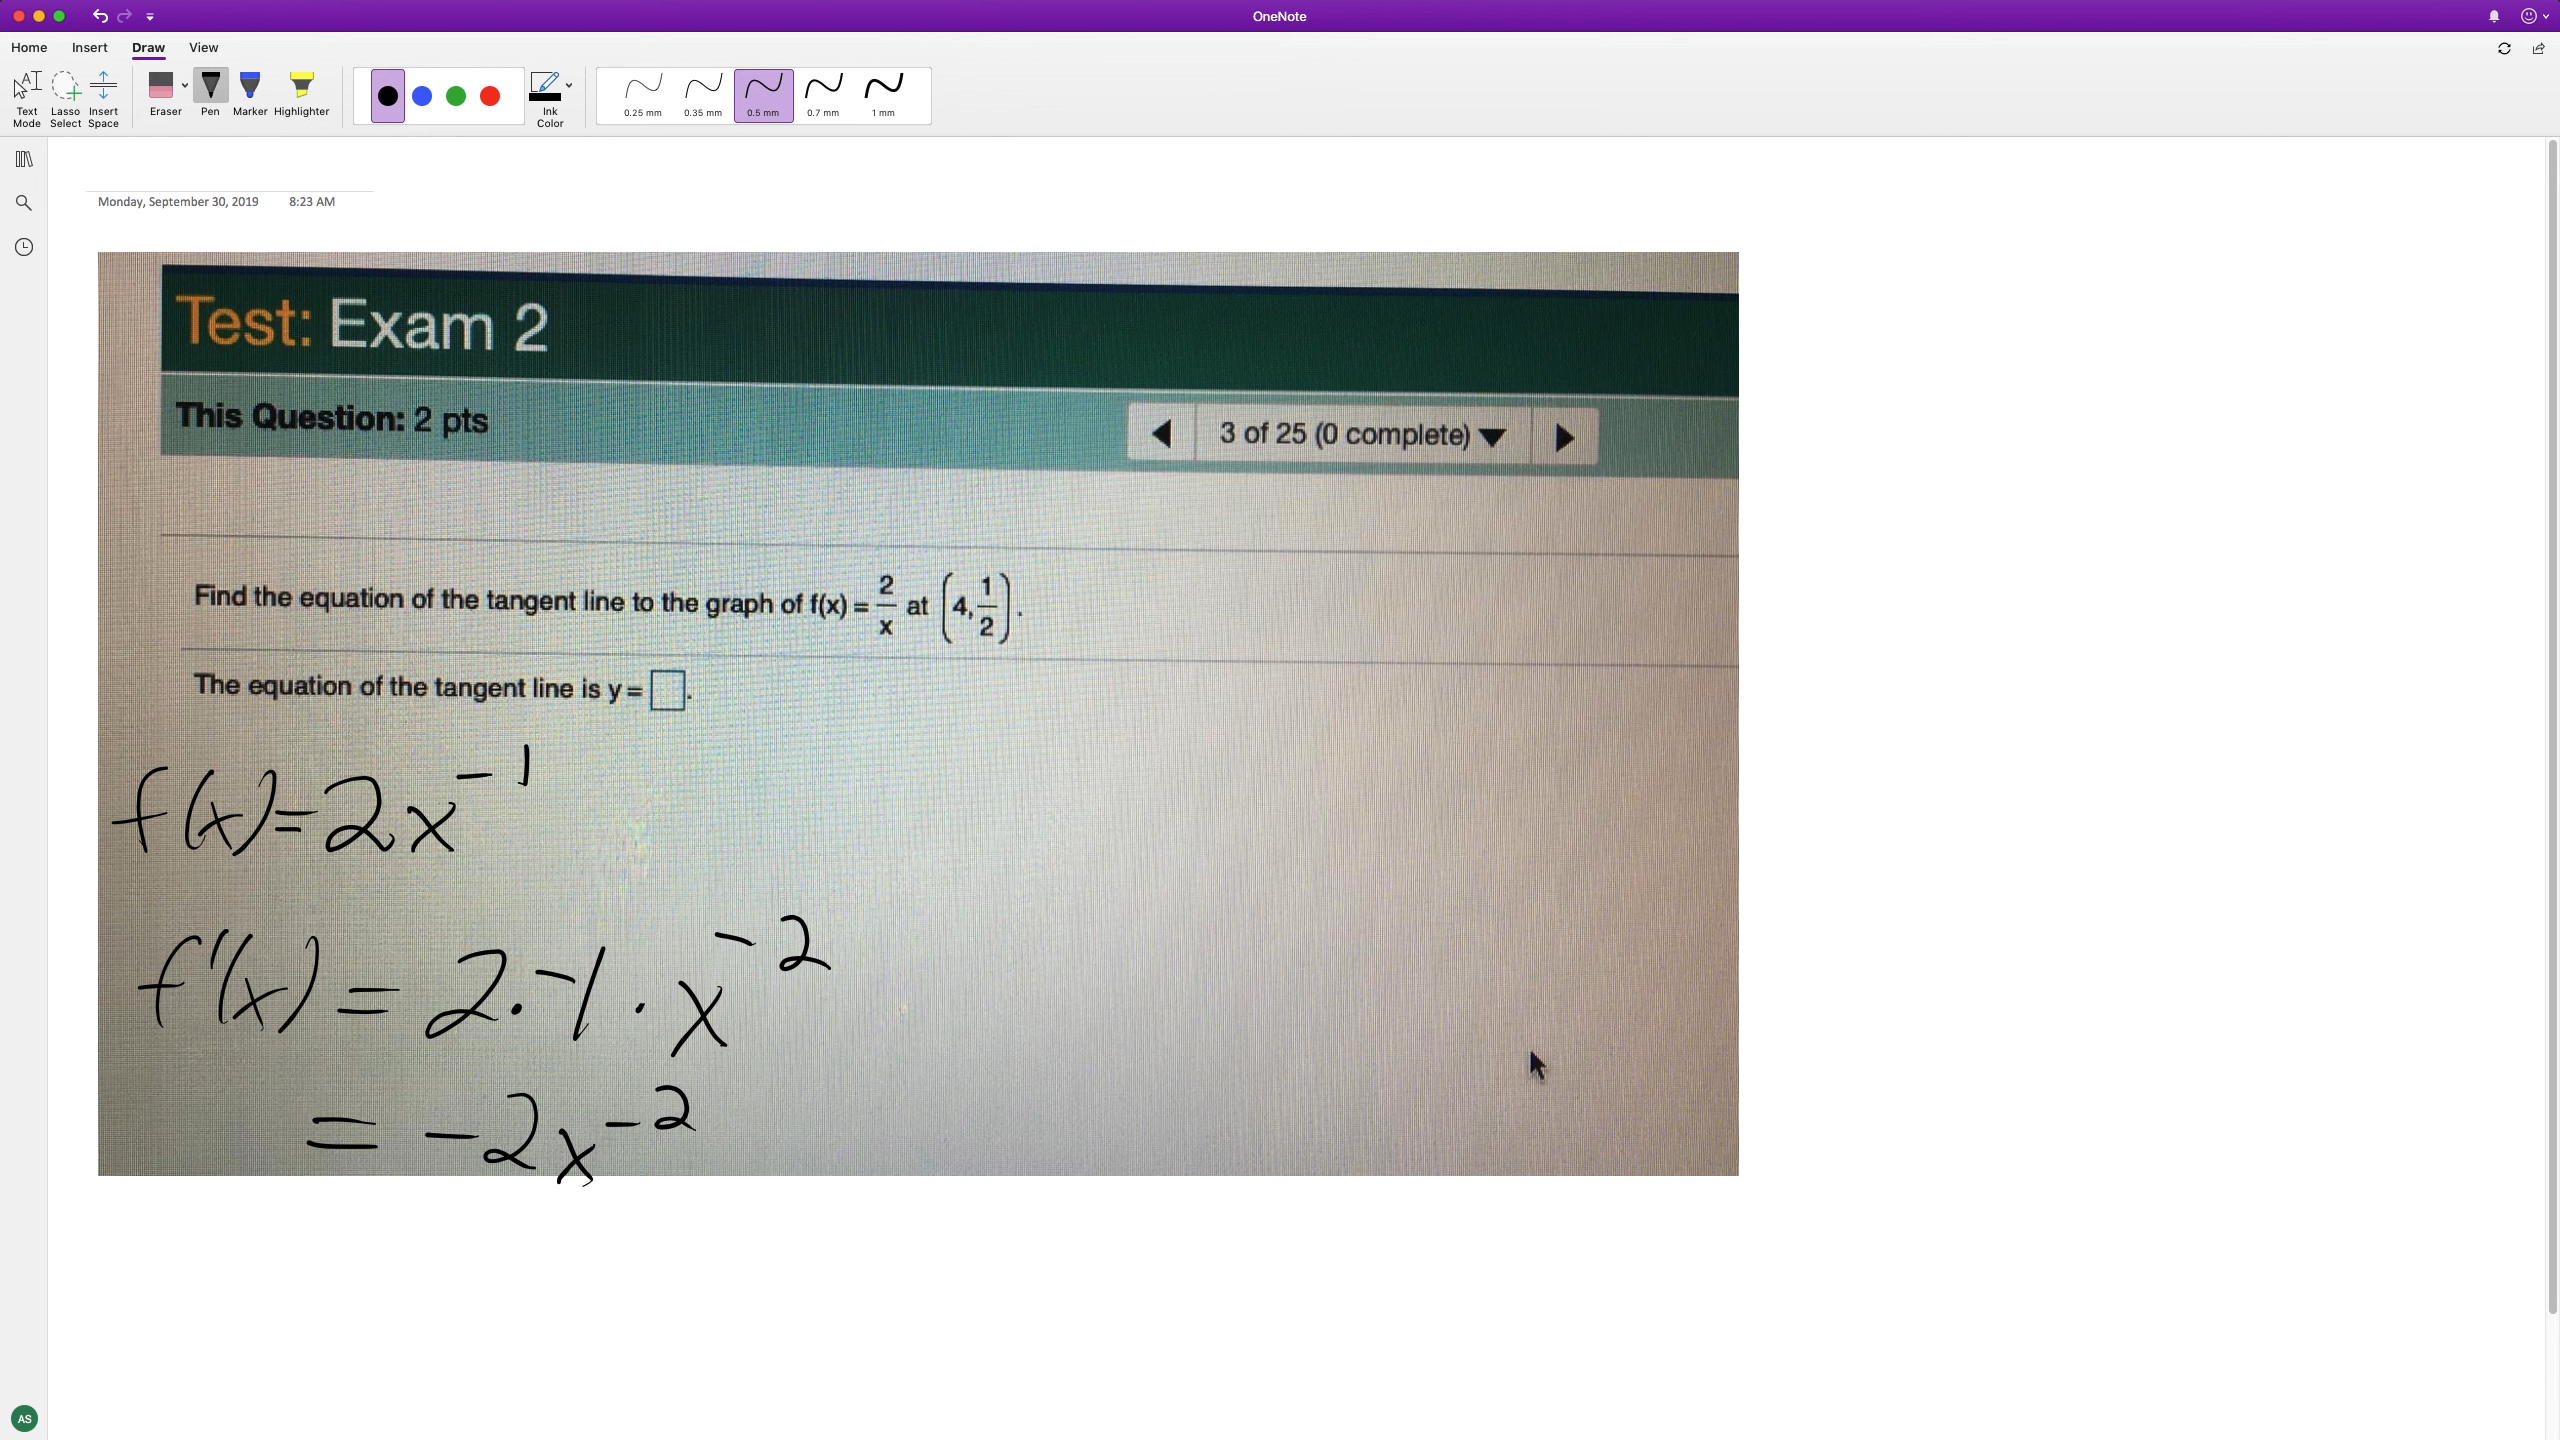 OneNote
Home Insert Draw View
Text Mode Lasso Select Insert Space Eraser Pen Marker Highlighter Ink Color 0.25 mm 0.35 mm 0.5 mm 0.7 mm 1 mm
Monday, September 30, 2019 8:23 AM
Test: Exam 2
This Question: 2 pts 3 of 25 (0 complete)
Find the equation of the tangent line to the graph of f(x) = 2/x at (4, 1/2).
The equation of the tangent line is y = .
f(x)=2x^-1
f'(x) = 2·-1·x^-2
= -2x^-2
AS